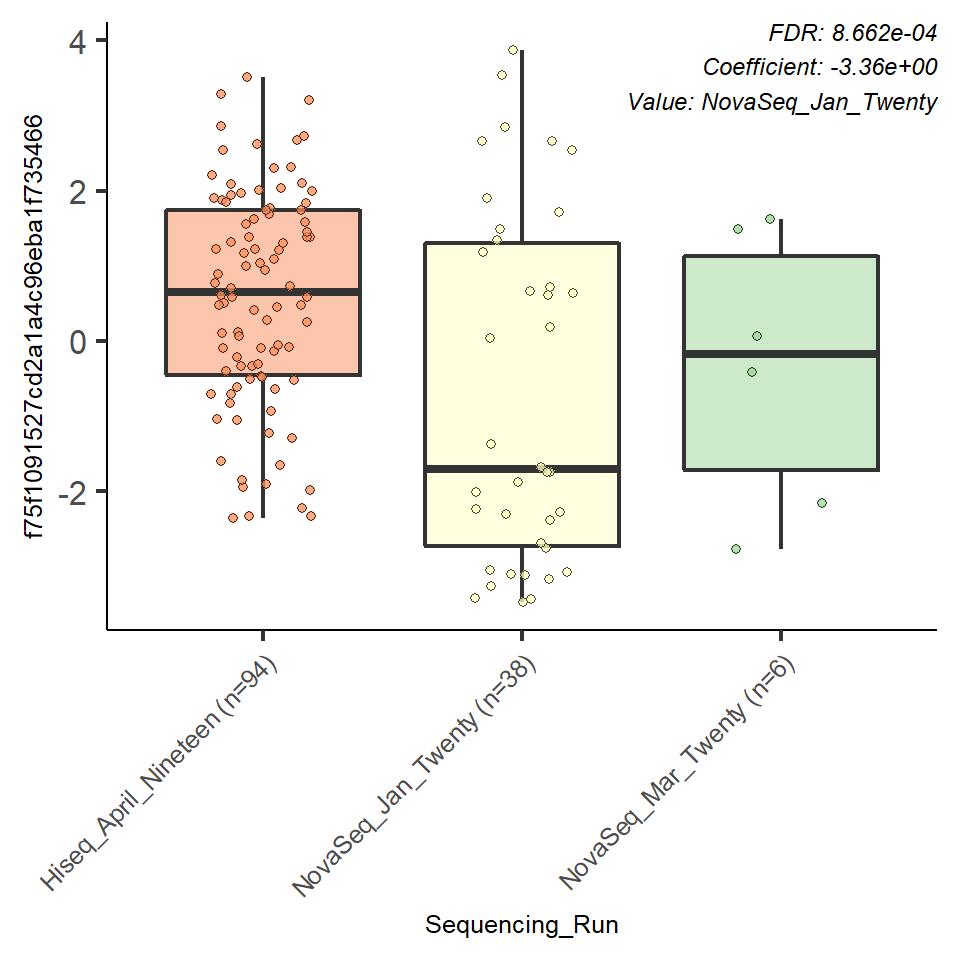 FDR: 8.662e-04
Coefficient: -3.36e+00
Value: NovaSeq_Jan_Twenty
f75f1091527cd2a1a4c96eba1f735466
4
2
0
-2
Hiseq_April_Nineteen (n=94)
NovaSeq_Jan_Twenty (n=38)
NovaSeq_Mar_Twenty (n=6)
Sequencing_Run